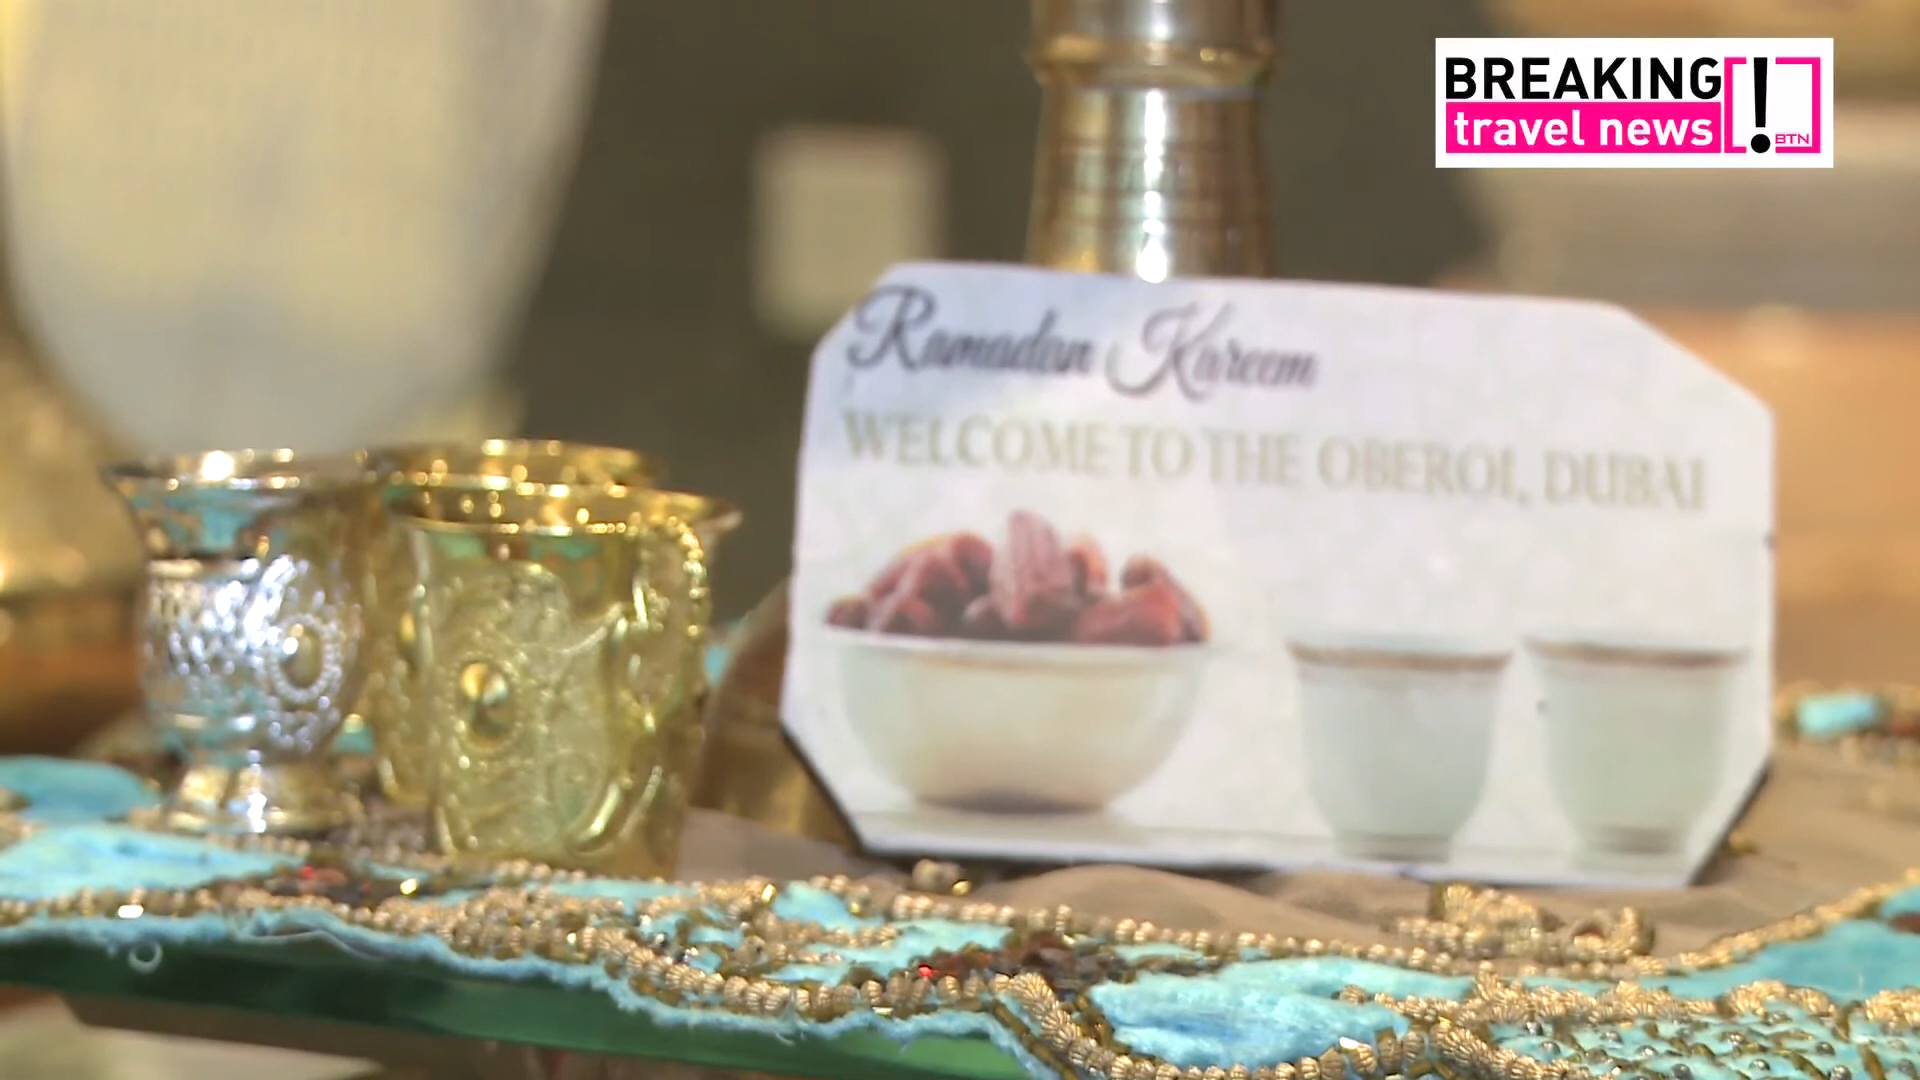 BREAKING
travel news
BTN
Ramadan Kareem
WELCOME TO THE OBEROI, DUBAI